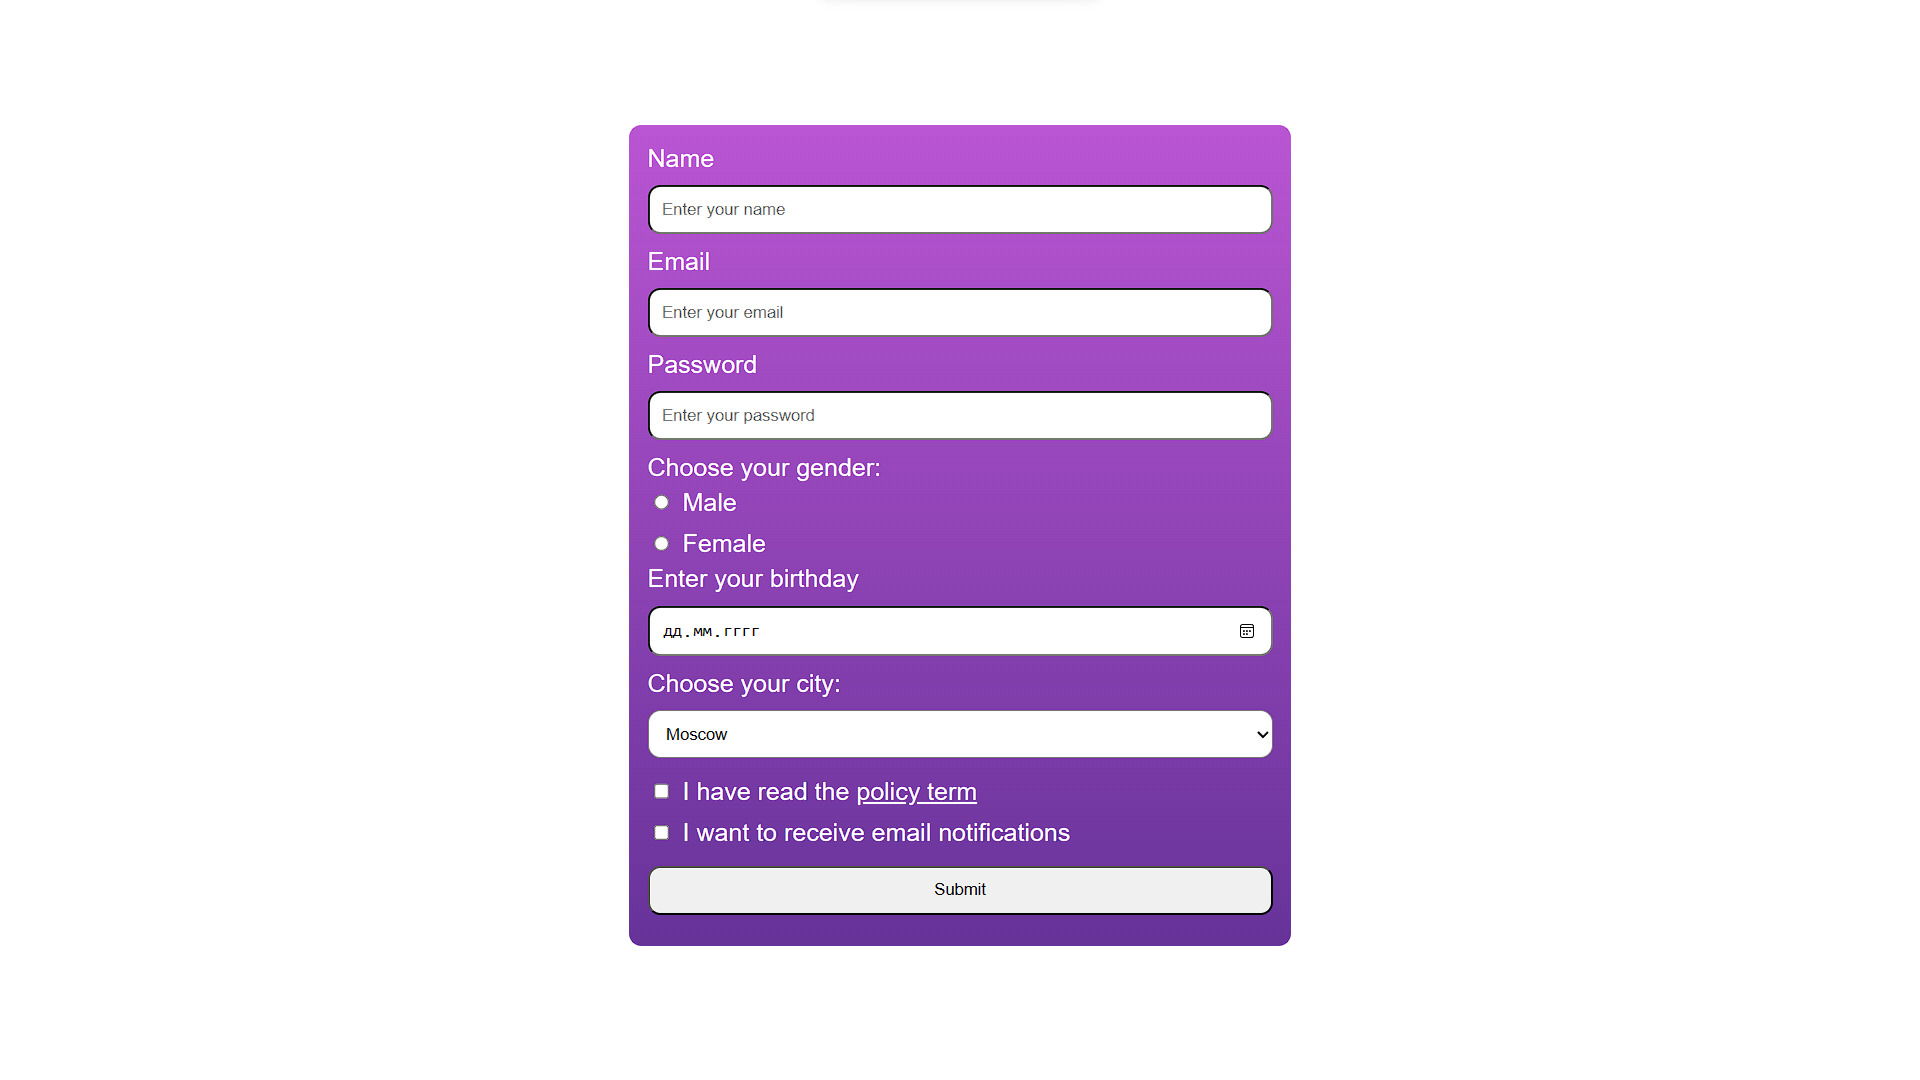 Name
Enter your name
Email
Enter your email
Password
Enter your password
Choose your gender:
Male
Female
Enter your birthday
дд.мм.гггг
Choose your city:
Moscow
I have read the policy term
I want to receive email notifications
Submit